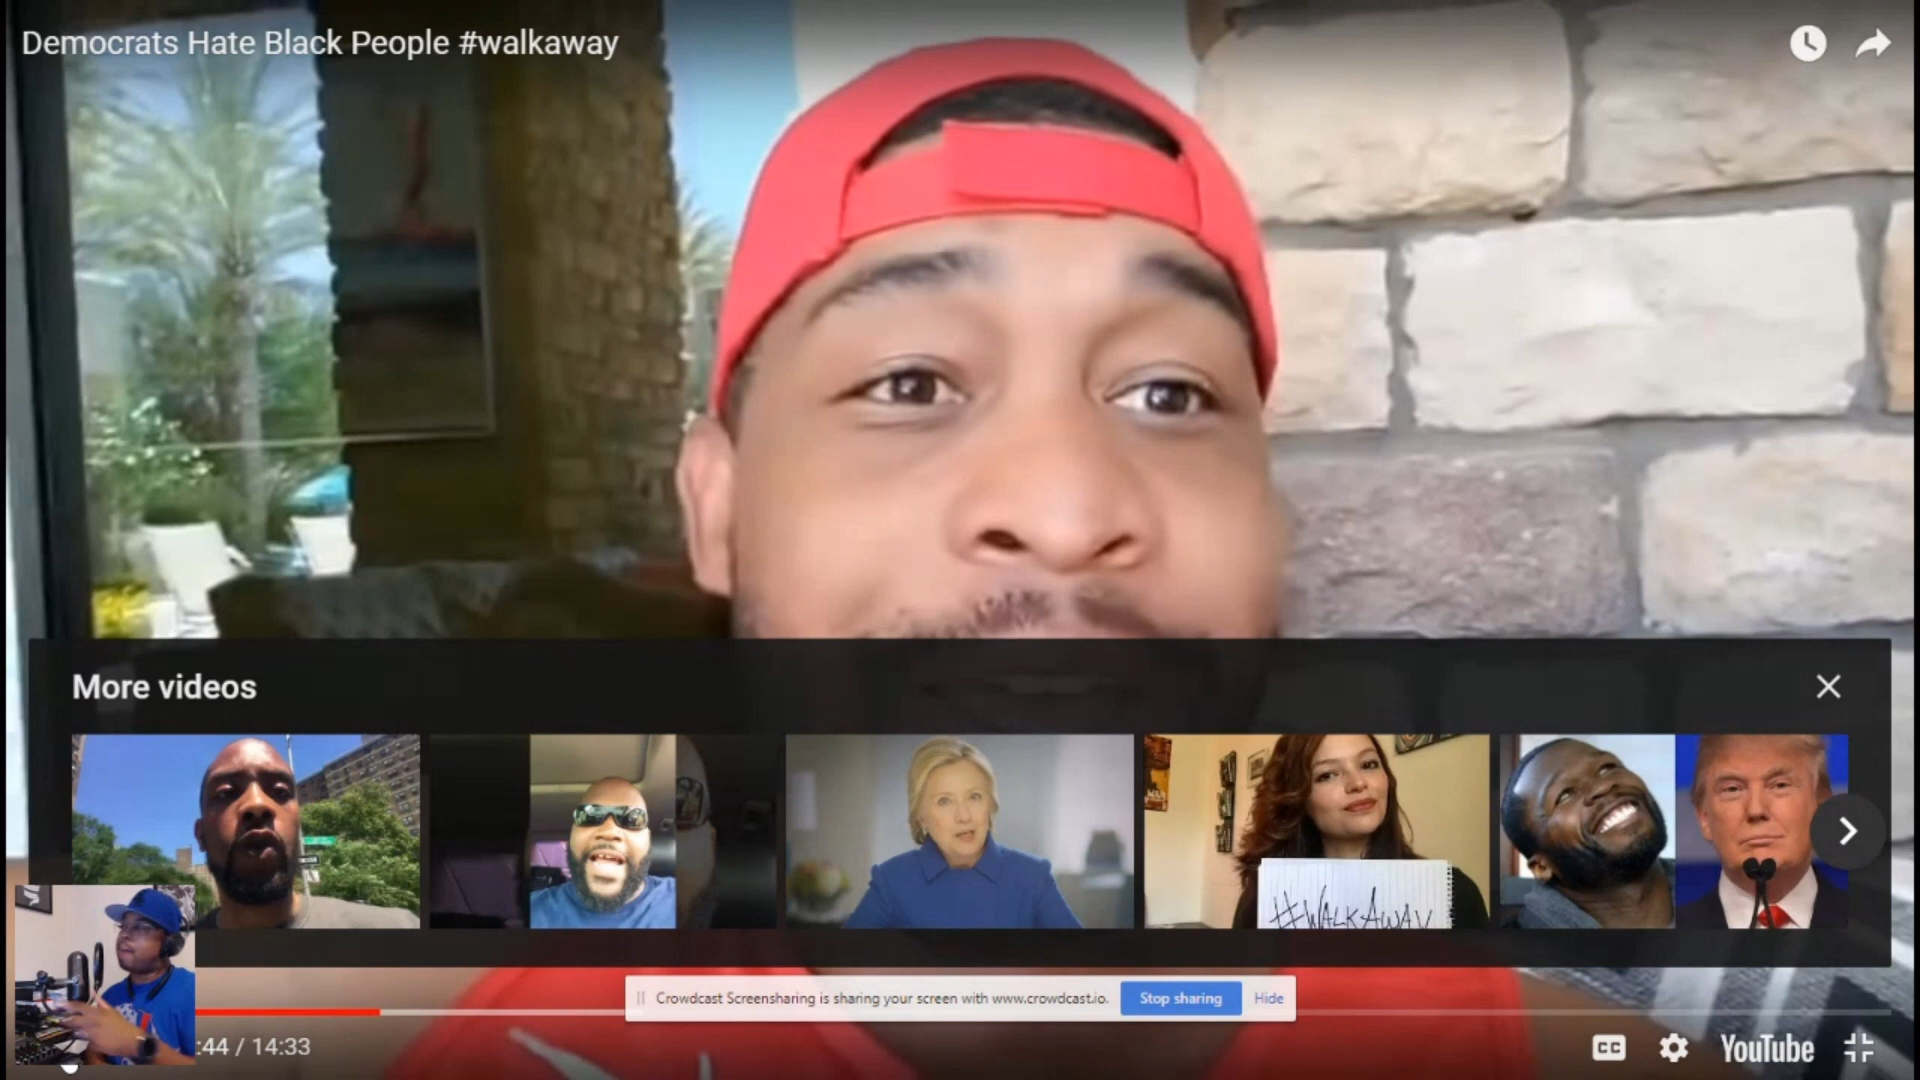 Democrats Hate Black People #walkaway
More videos
#WALKAWAY
Crowdcast Screensharing is sharing your screen with www.crowdcast.io.
Stop sharing
Hide
:44 / 14:33
CC
YouTube